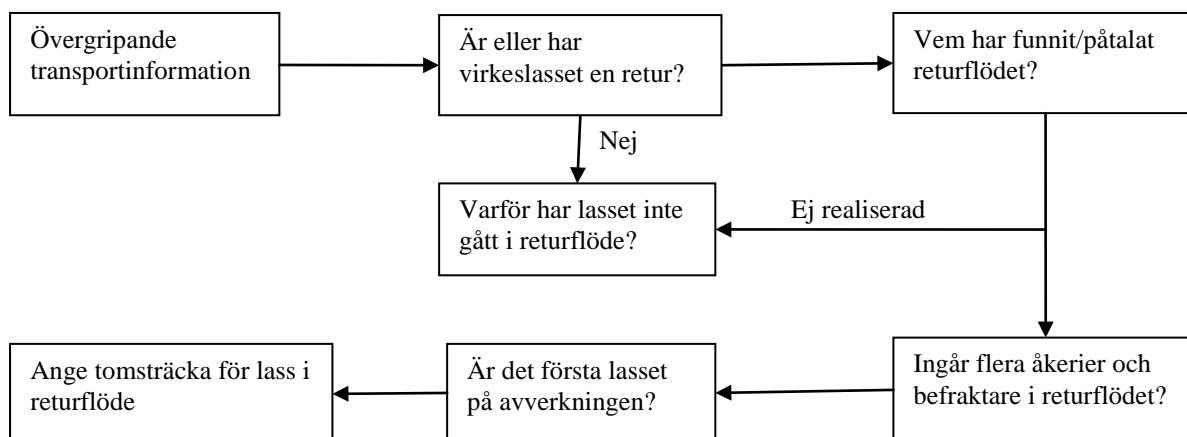 Övergripande
transportinformation
Är eller har
virkeslasset en retur?
Vem har funnit/påtalat
returflödet?
Nej
Varför har lasset inte
gått i returflöde?
Ej realiserad
Ange tomsträcka för lass i
returflöde
Är det första lasset
på avverkningen?
Ingår flera åkerier och
befraktare i returflödet?